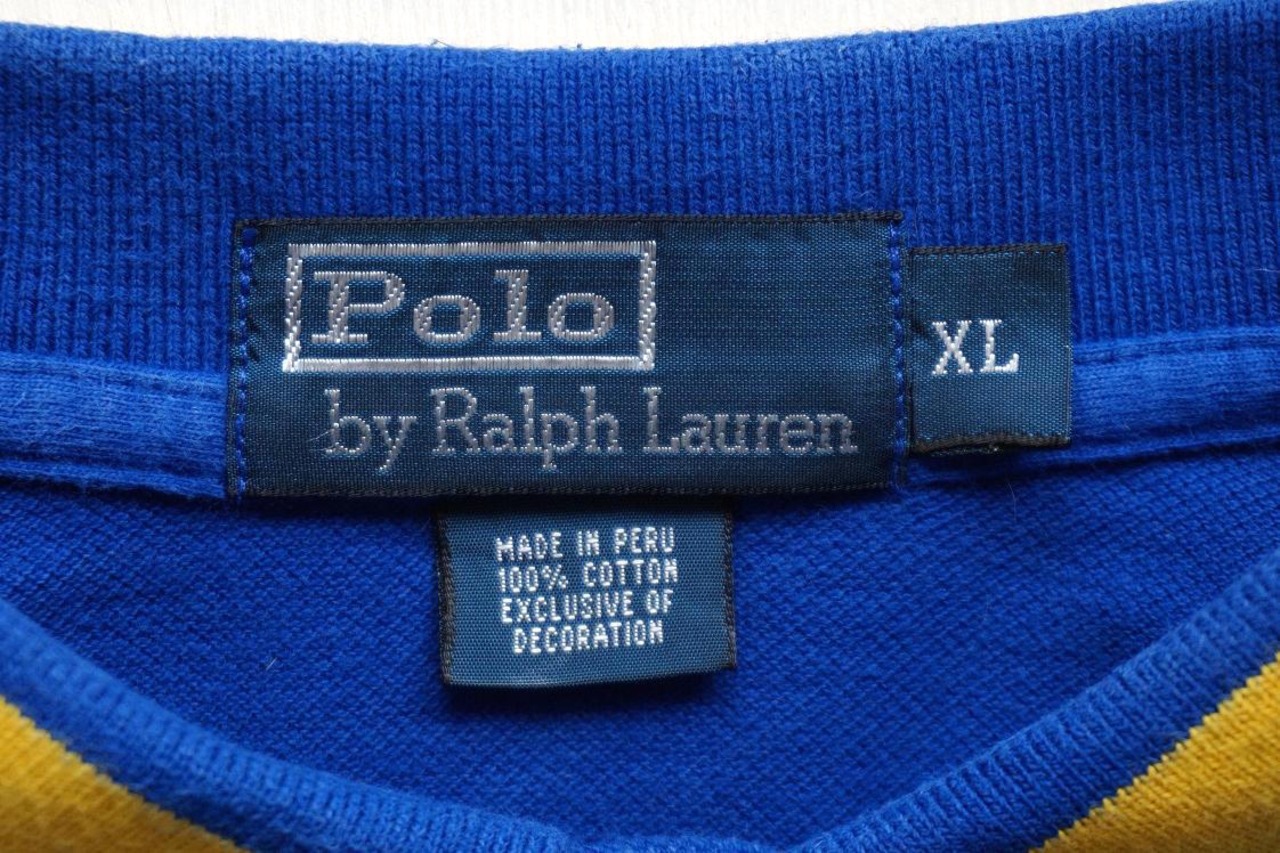 Polo
by Ralph Lauren
XL
MADE IN PERU
100% COTTON
EXCLUSIVE OF
DECORATION